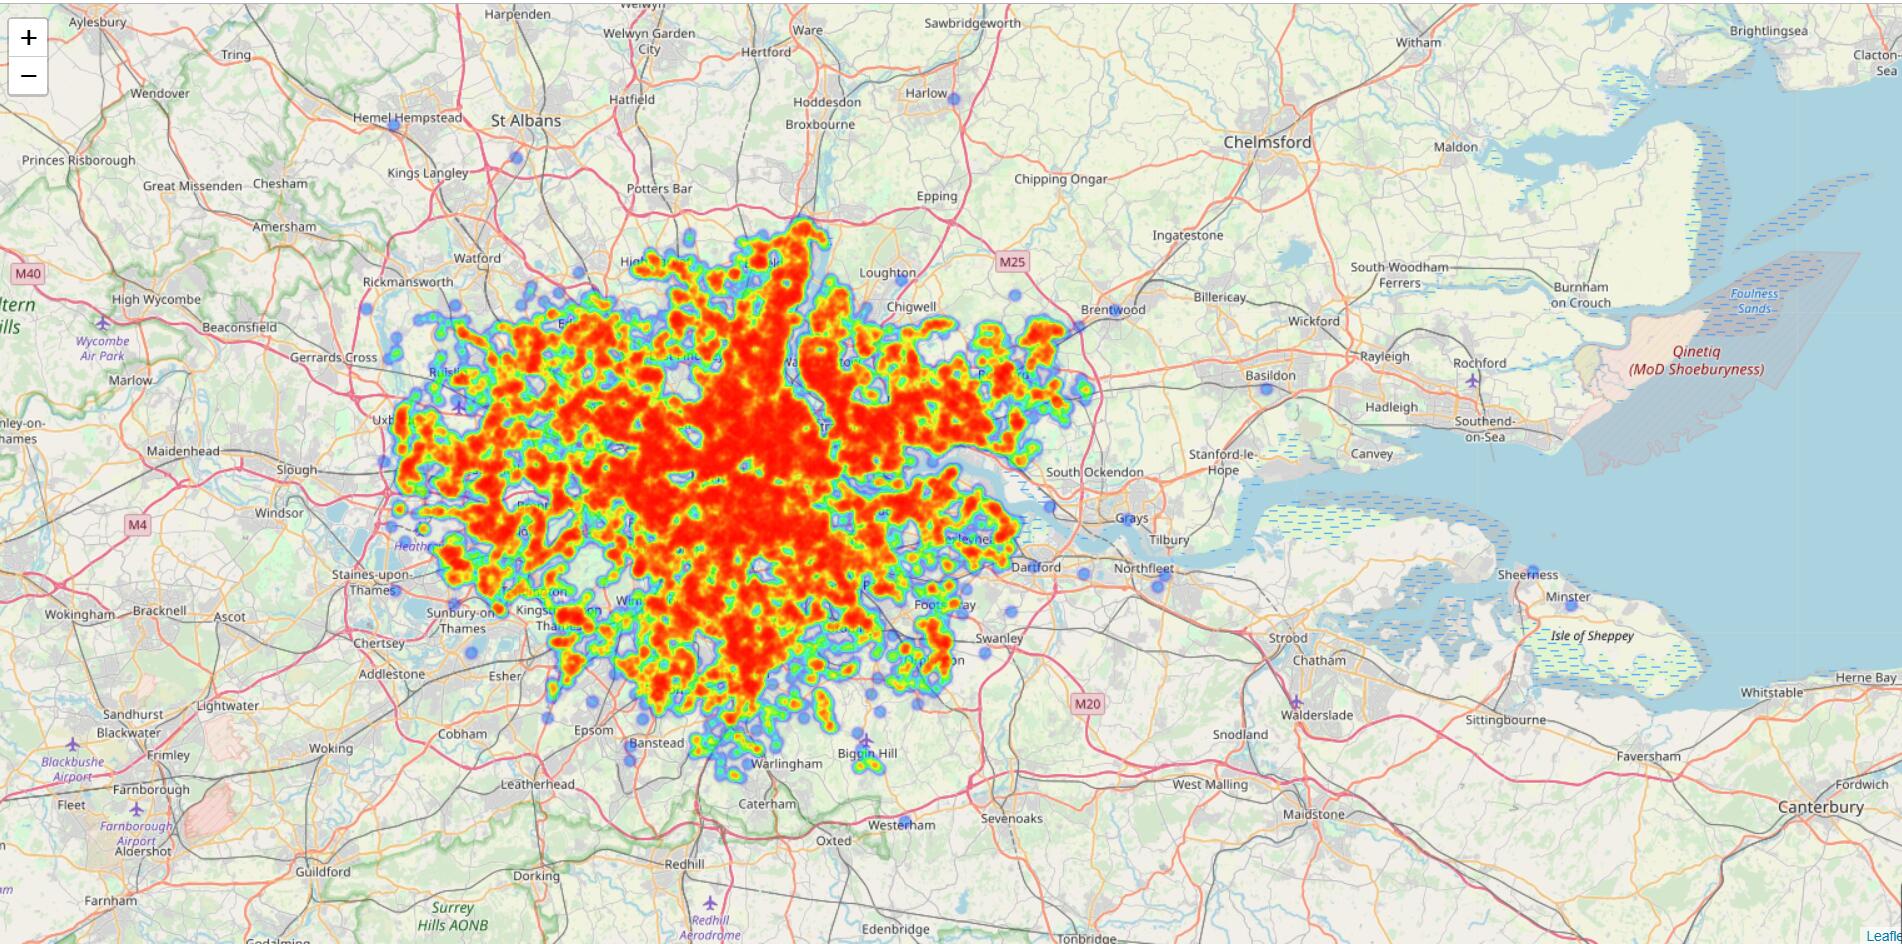 +
−
Aylesbury
Harpenden
Welwyn
Welwyn Garden
City
Ware
Sawbridgeworth
Hertford
Tring
Witham
Brightlingsea
Clacton-
Sea
Wendover
Hatfield
Hoddesdon
Harlow
Hemel Hempstead
St Albans
Broxbourne
Chelmsford
Maldon
Princes Risborough
Kings Langley
Great Missenden
Chesham
Potters Bar
Epping
Chipping Ongar
Amersham
Ingatestone
Watford
M25
M40
Loughton
South Woodham
Ferrers
Burnham
on Crouch
Foulness
Sands
Rickmansworth
High Wycombe
Chigwell
Brentwood
Billericay
Wickford
ltern
ills
Beaconsfield
Wycombe
Air Park
Gerrards Cross
Rayleigh
Rochford
Qinetiq
(MoD Shoeburyness)
Marlow
Basildon
Hadleigh
Southend-
on-Sea
nley-on-
hames
Uxb
Maidenhead
Slough
Stanford-le-
Hope
Canvey
South Ockendon
Windsor
M4
Grays
Tilbury
Heathr
Staines-upon-
Thames
Dartford
Northfleet
Sheerness
Minster
Wokingham
Bracknell
Ascot
Sunbury-on-
Thames
Isle of Sheppey
Chertsey
Swanley
Strood
Chatham
Addlestone
Esher
Herne Bay
Whitstable
Lightwater
Sandhurst
Blackwater
M20
Walderslade
Sittingbourne
Frimley
Woking
Cobham
Epsom
Banstead
Biggin Hill
Snodland
Faversham
Blackbushe
Airport
Warlingham
Leatherhead
West Malling
Farnborough
Fleet
Fordwich
Canterbury
Caterham
Maidstone
Farnborough
Airport
Aldershot
Westerham
Sevenoaks
Oxted
Redhill
Guildford
Dorking
Farnham
Surrey
Hills AONB
Redhill
Aerodrome
Edenbridge
Tonbridge
Godalming
Leafle